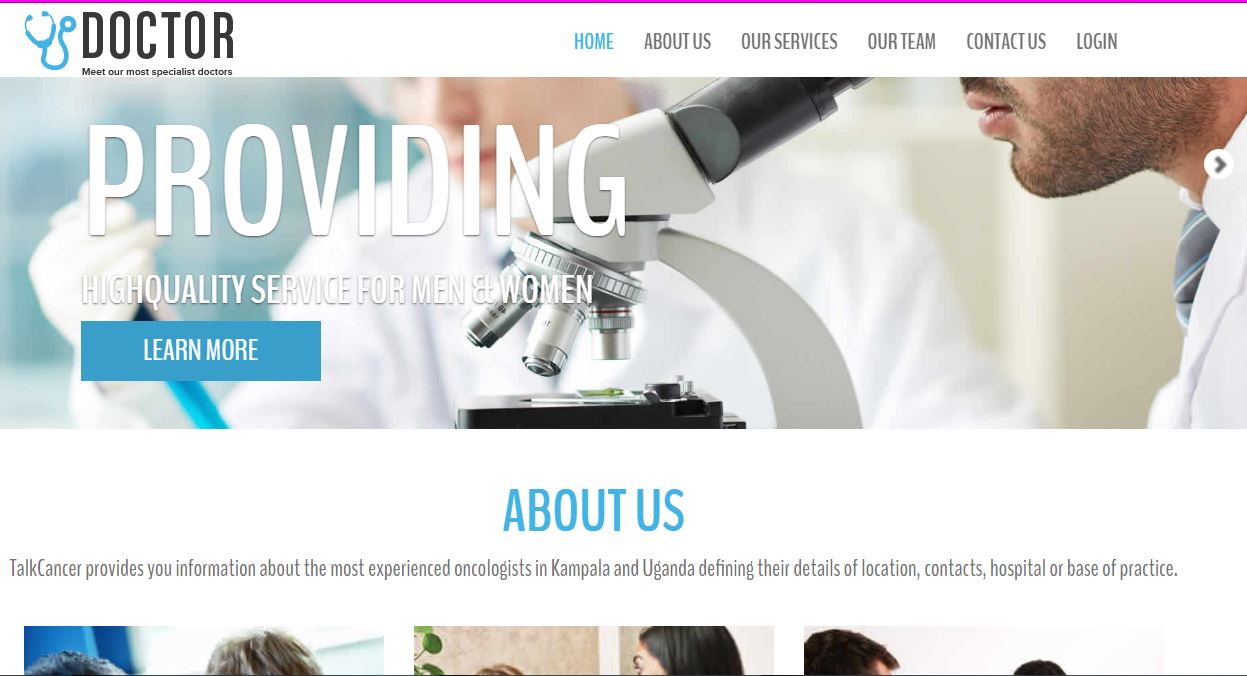 DOCTOR
Meet our most specialist doctors
HOME ABOUT US OUR SERVICES OUR TEAM CONTACT US LOGIN
PROVIDING
HIGHQUALITY SERVICE FOR MEN & WOMEN
LEARN MORE
ABOUT US
TalkCancer provides you information about the most experienced oncologists in Kampala and Uganda defining their details of location, contacts, hospital or base of practice.